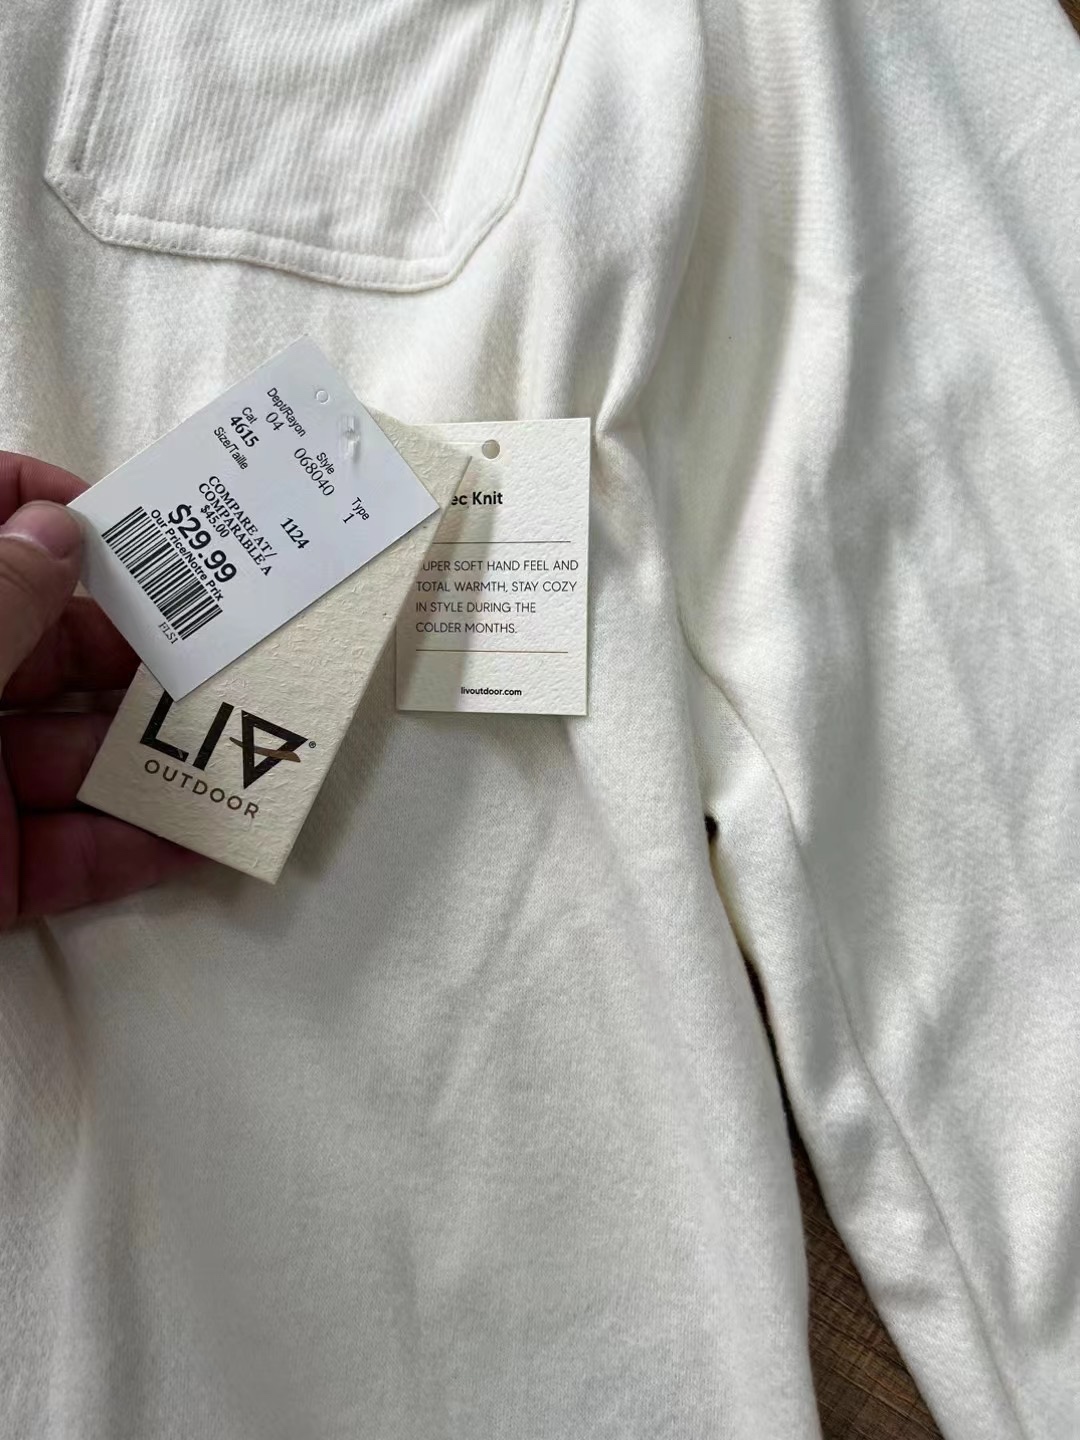 Dept/Rayon
Style
Type
04
068040
1
Cat
4615
Size/Taille
1124
COMPARE AT/
COMPARABLE A
$45.00
$29.99
Our Price/Notre Prix
FLS1
LIV®
OUTDOOR
Knit
SUPER SOFT HAND FEEL AND
TOTAL WARMTH, STAY COZY
IN STYLE DURING THE
COLDER MONTHS.
livoutdoor.com